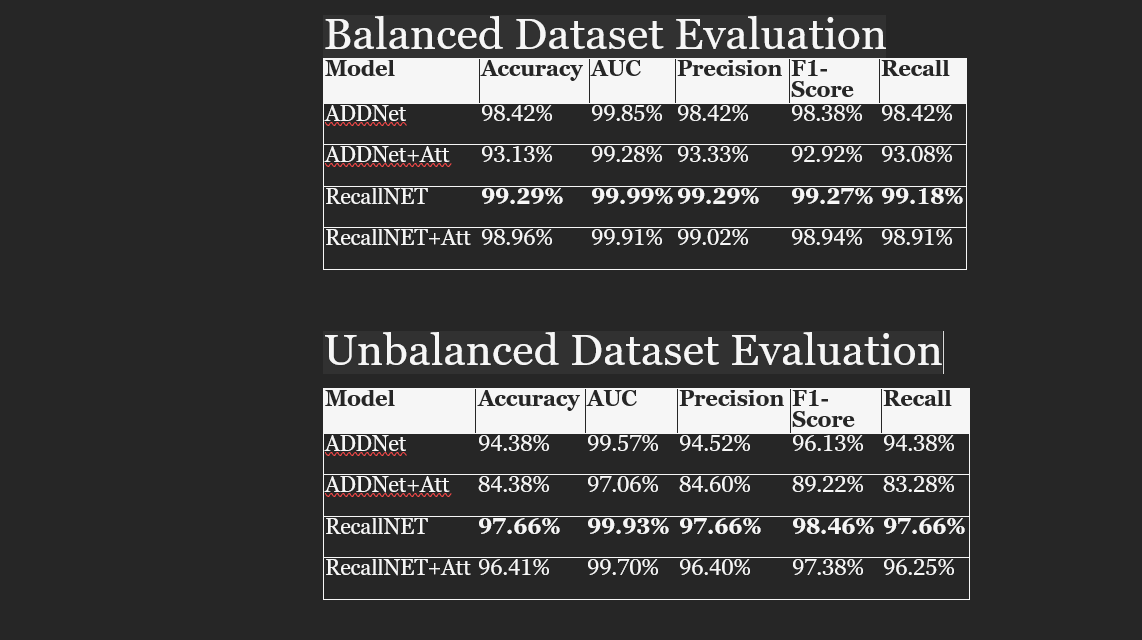 Balanced Dataset Evaluation
Model Accuracy AUC Precision F1-Score Recall
ADDNet 98.42% 99.85% 98.42% 98.38% 98.42%
ADDNet+Att 93.13% 99.28% 93.33% 92.92% 93.08%
RecallNET 99.29% 99.99% 99.29% 99.27% 99.18%
RecallNET+Att 98.96% 99.91% 99.02% 98.94% 98.91%
Unbalanced Dataset Evaluation
Model Accuracy AUC Precision F1-Score Recall
ADDNet 94.38% 99.57% 94.52% 96.13% 94.38%
ADDNet+Att 84.38% 97.06% 84.60% 89.22% 83.28%
RecallNET 97.66% 99.93% 97.66% 98.46% 97.66%
RecallNET+Att 96.41% 99.70% 96.40% 97.38% 96.25%